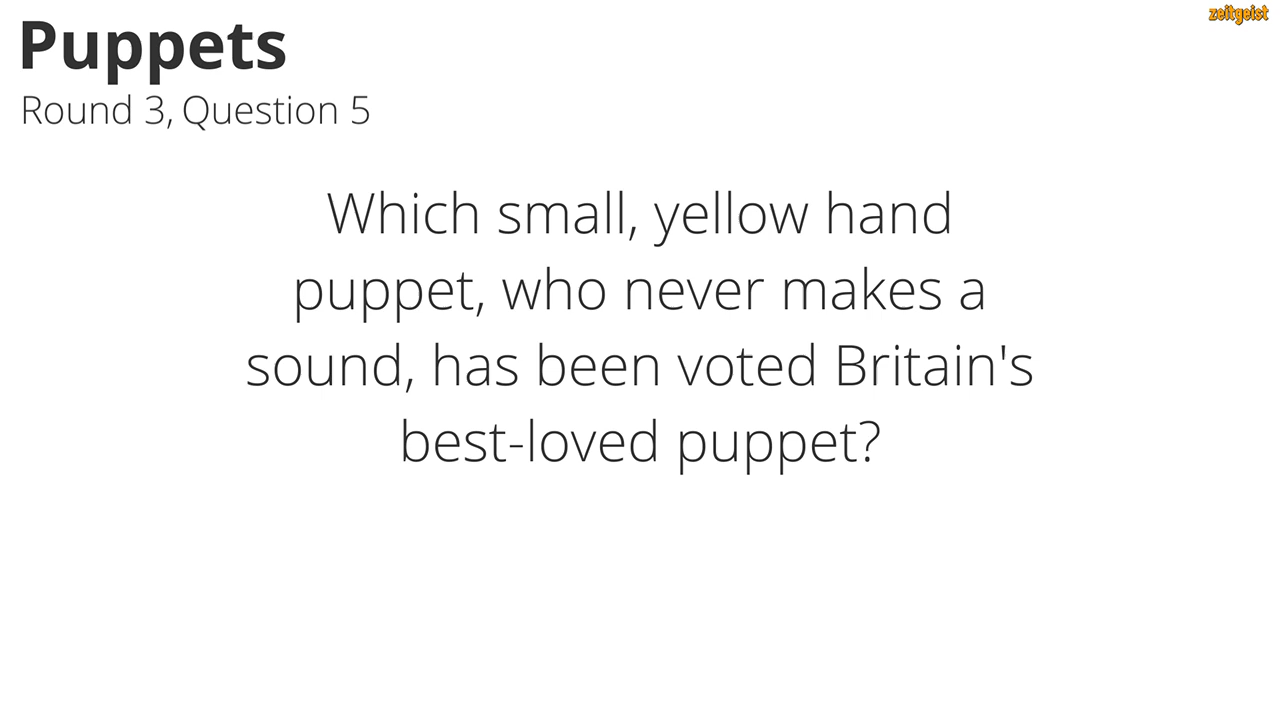 zeitgeist
Puppets
Round 3, Question 5
Which small, yellow hand
puppet, who never makes a
sound, has been voted Britain's
best-loved puppet?